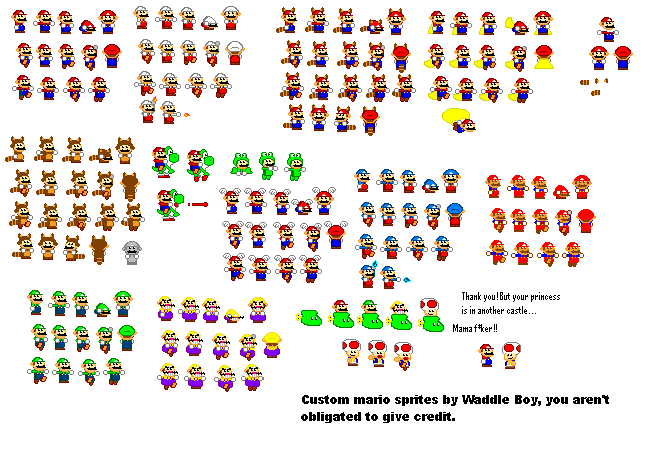 Thank you!But your princess
is in another castle...
Mama f*ker!!
Custom mario sprites by Waddle Boy, you aren't
obligated to give credit.